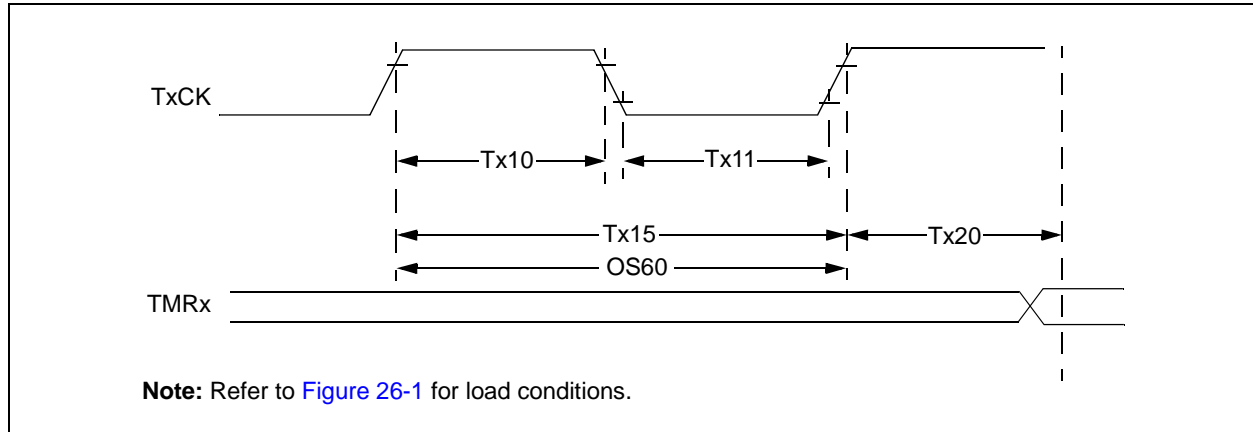 TxCK
Tx10
Tx11
Tx15
Tx20
OS60
TMRx
Note: Refer to Figure 26-1 for load conditions.